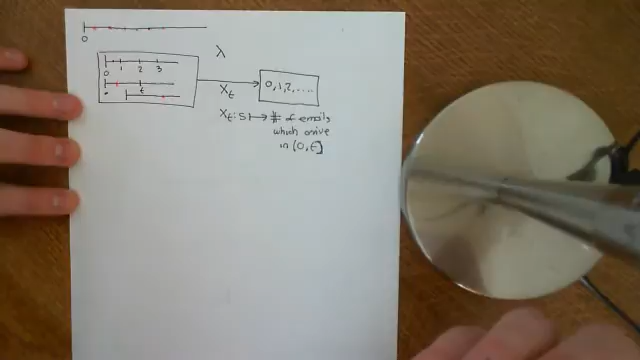 0
λ
0 1 2 3
t
X_t
0,1,2,....
X_t: S ↦ # of emails
which arrive
in (0,t]